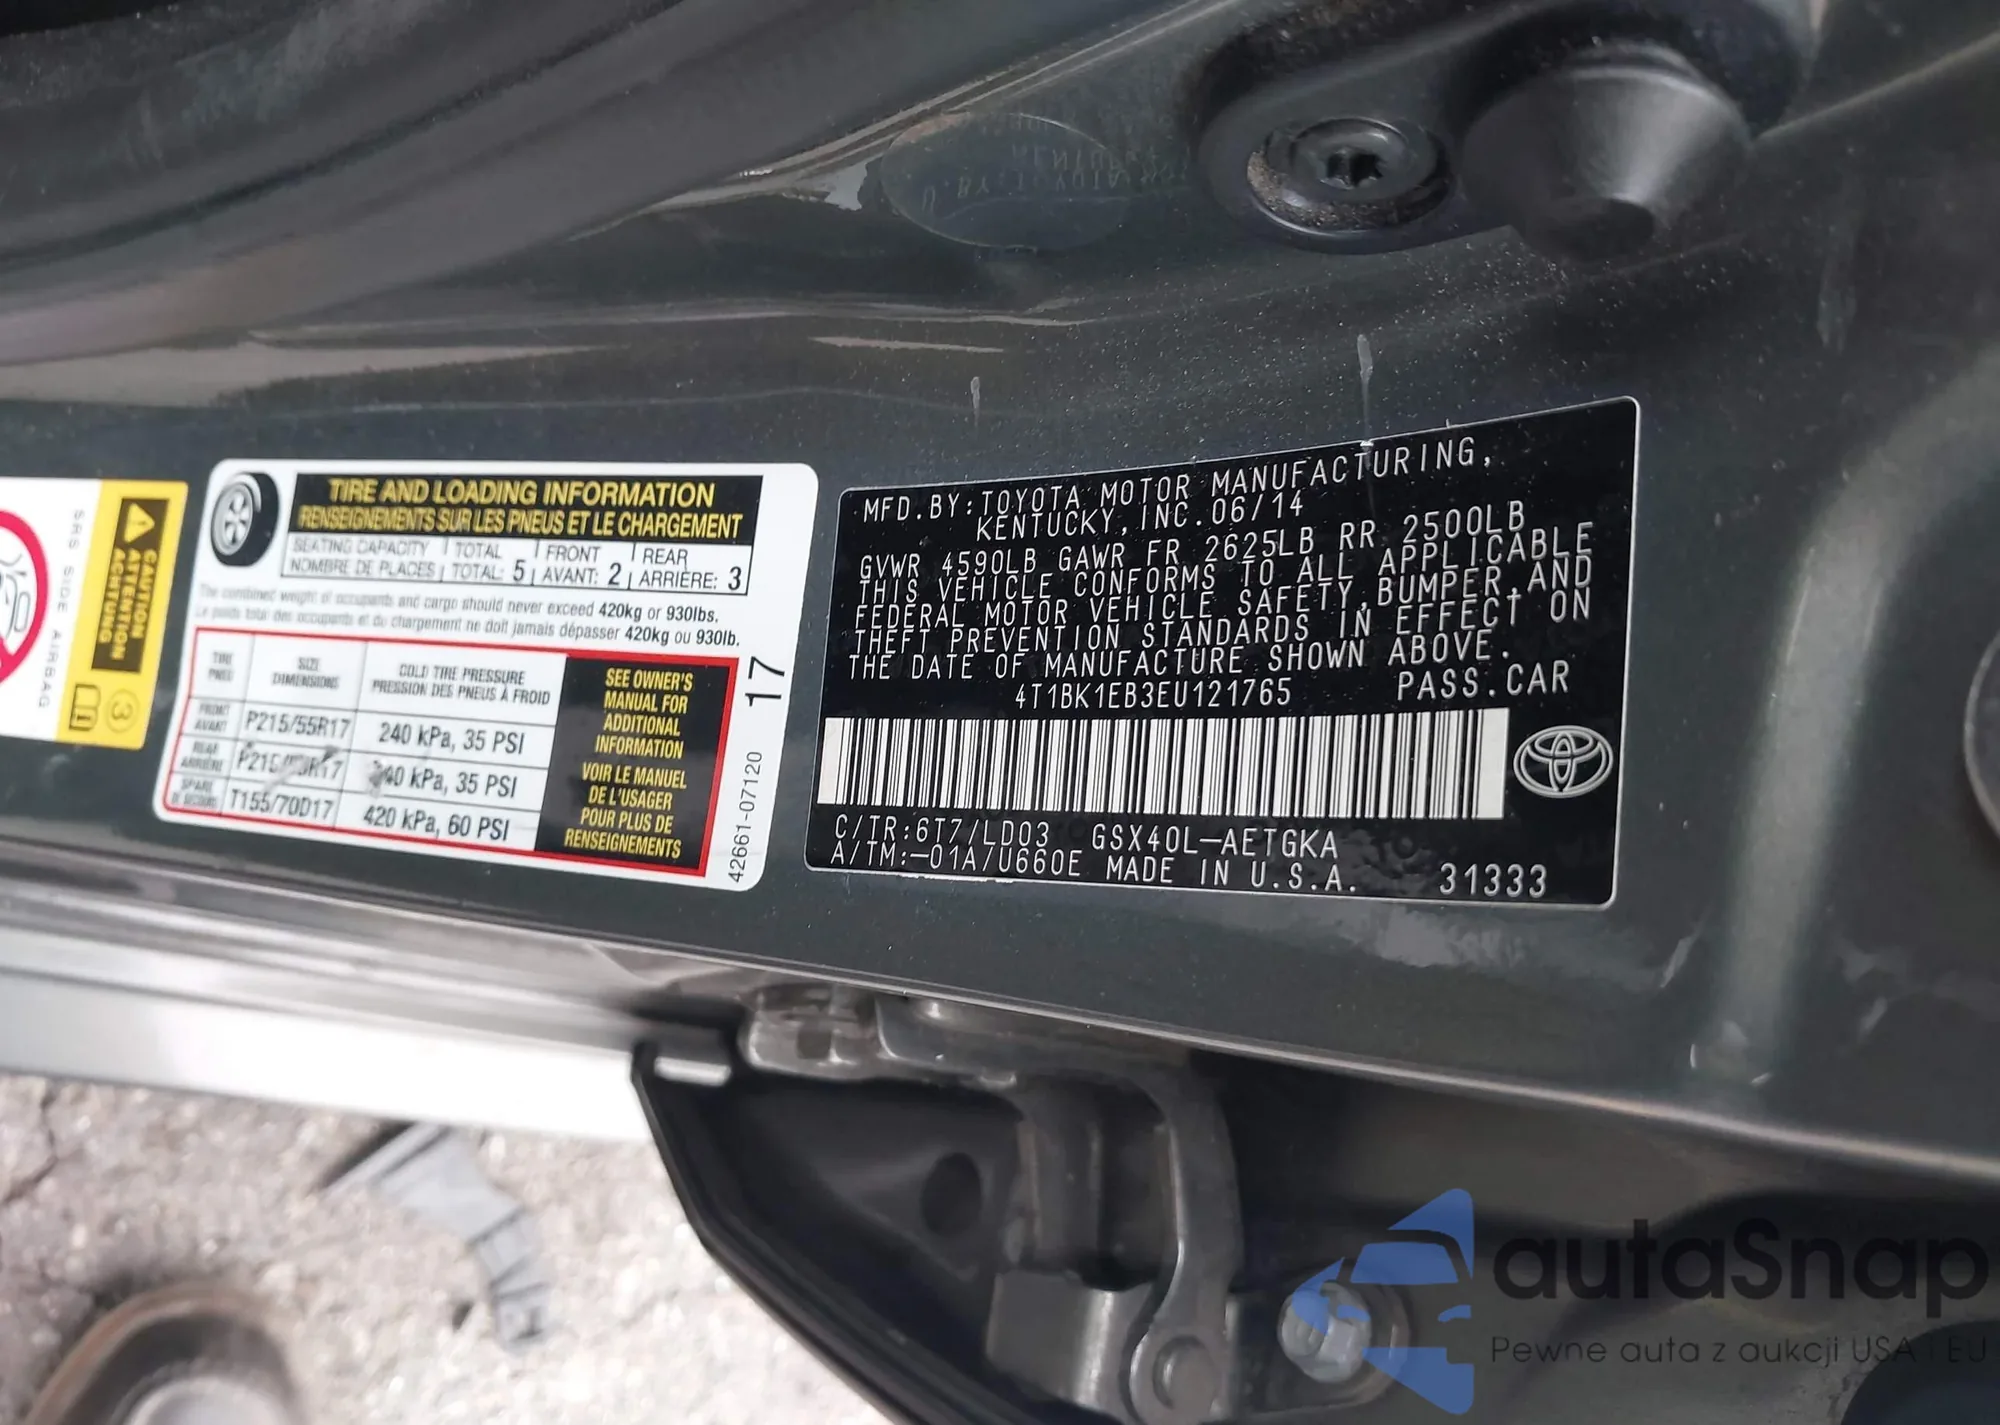 SRS SIDE AIRBAG
CAUTION
ATTENTION
ACHTUNG
3
TIRE AND LOADING INFORMATION
RENSEIGNEMENTS SUR LES PNEUS ET LE CHARGEMENT
SEATING CAPACITY | TOTAL | FRONT | REAR
NOMBRE DE PLACES | TOTAL: 5 | AVANT: 2 | ARRIÈRE: 3
The combined weight of occupants and cargo should never exceed 420kg or 930lbs.
Le poids total des occupants et du chargement ne doit jamais dépasser 420kg ou 930lb.
TIRE SIZE COLD TIRE PRESSURE
PNEU DIMENSIONS PRESSION DES PNEUS À FROID
FRONT
AVANT P215/55R17 240 kPa, 35 PSI
REAR
ARRIÈRE 240 kPa, 35 PSI
SPARE
DE SECOURS T155/70D17 420 kPa, 60 PSI
SEE OWNER'S
MANUAL FOR
ADDITIONAL
INFORMATION
VOIR LE MANUEL
DE L'USAGER
POUR PLUS DE
RENSEIGNEMENTS
17
42661-07120
MFD.BY:TOYOTA MOTOR MANUFACTURING,
KENTUCKY,INC.06/14
GVWR 4590LB GAWR FR 2625LB RR 2500LB
THIS VEHICLE CONFORMS TO ALL APPLICABLE
FEDERAL MOTOR VEHICLE SAFETY,BUMPER,AND
THEFT PREVENTION STANDARDS IN EFFECT ON
THE DATE OF MANUFACTURE SHOWN ABOVE.
4T1BK1EB3EU121765 PASS.CAR
C/TR:6T7/LD03 GSX40L-AETGKA
A/TM:-01A/U660E MADE IN U.S.A. 31333
autaSnap
Pewne auta z aukcji USA i EU